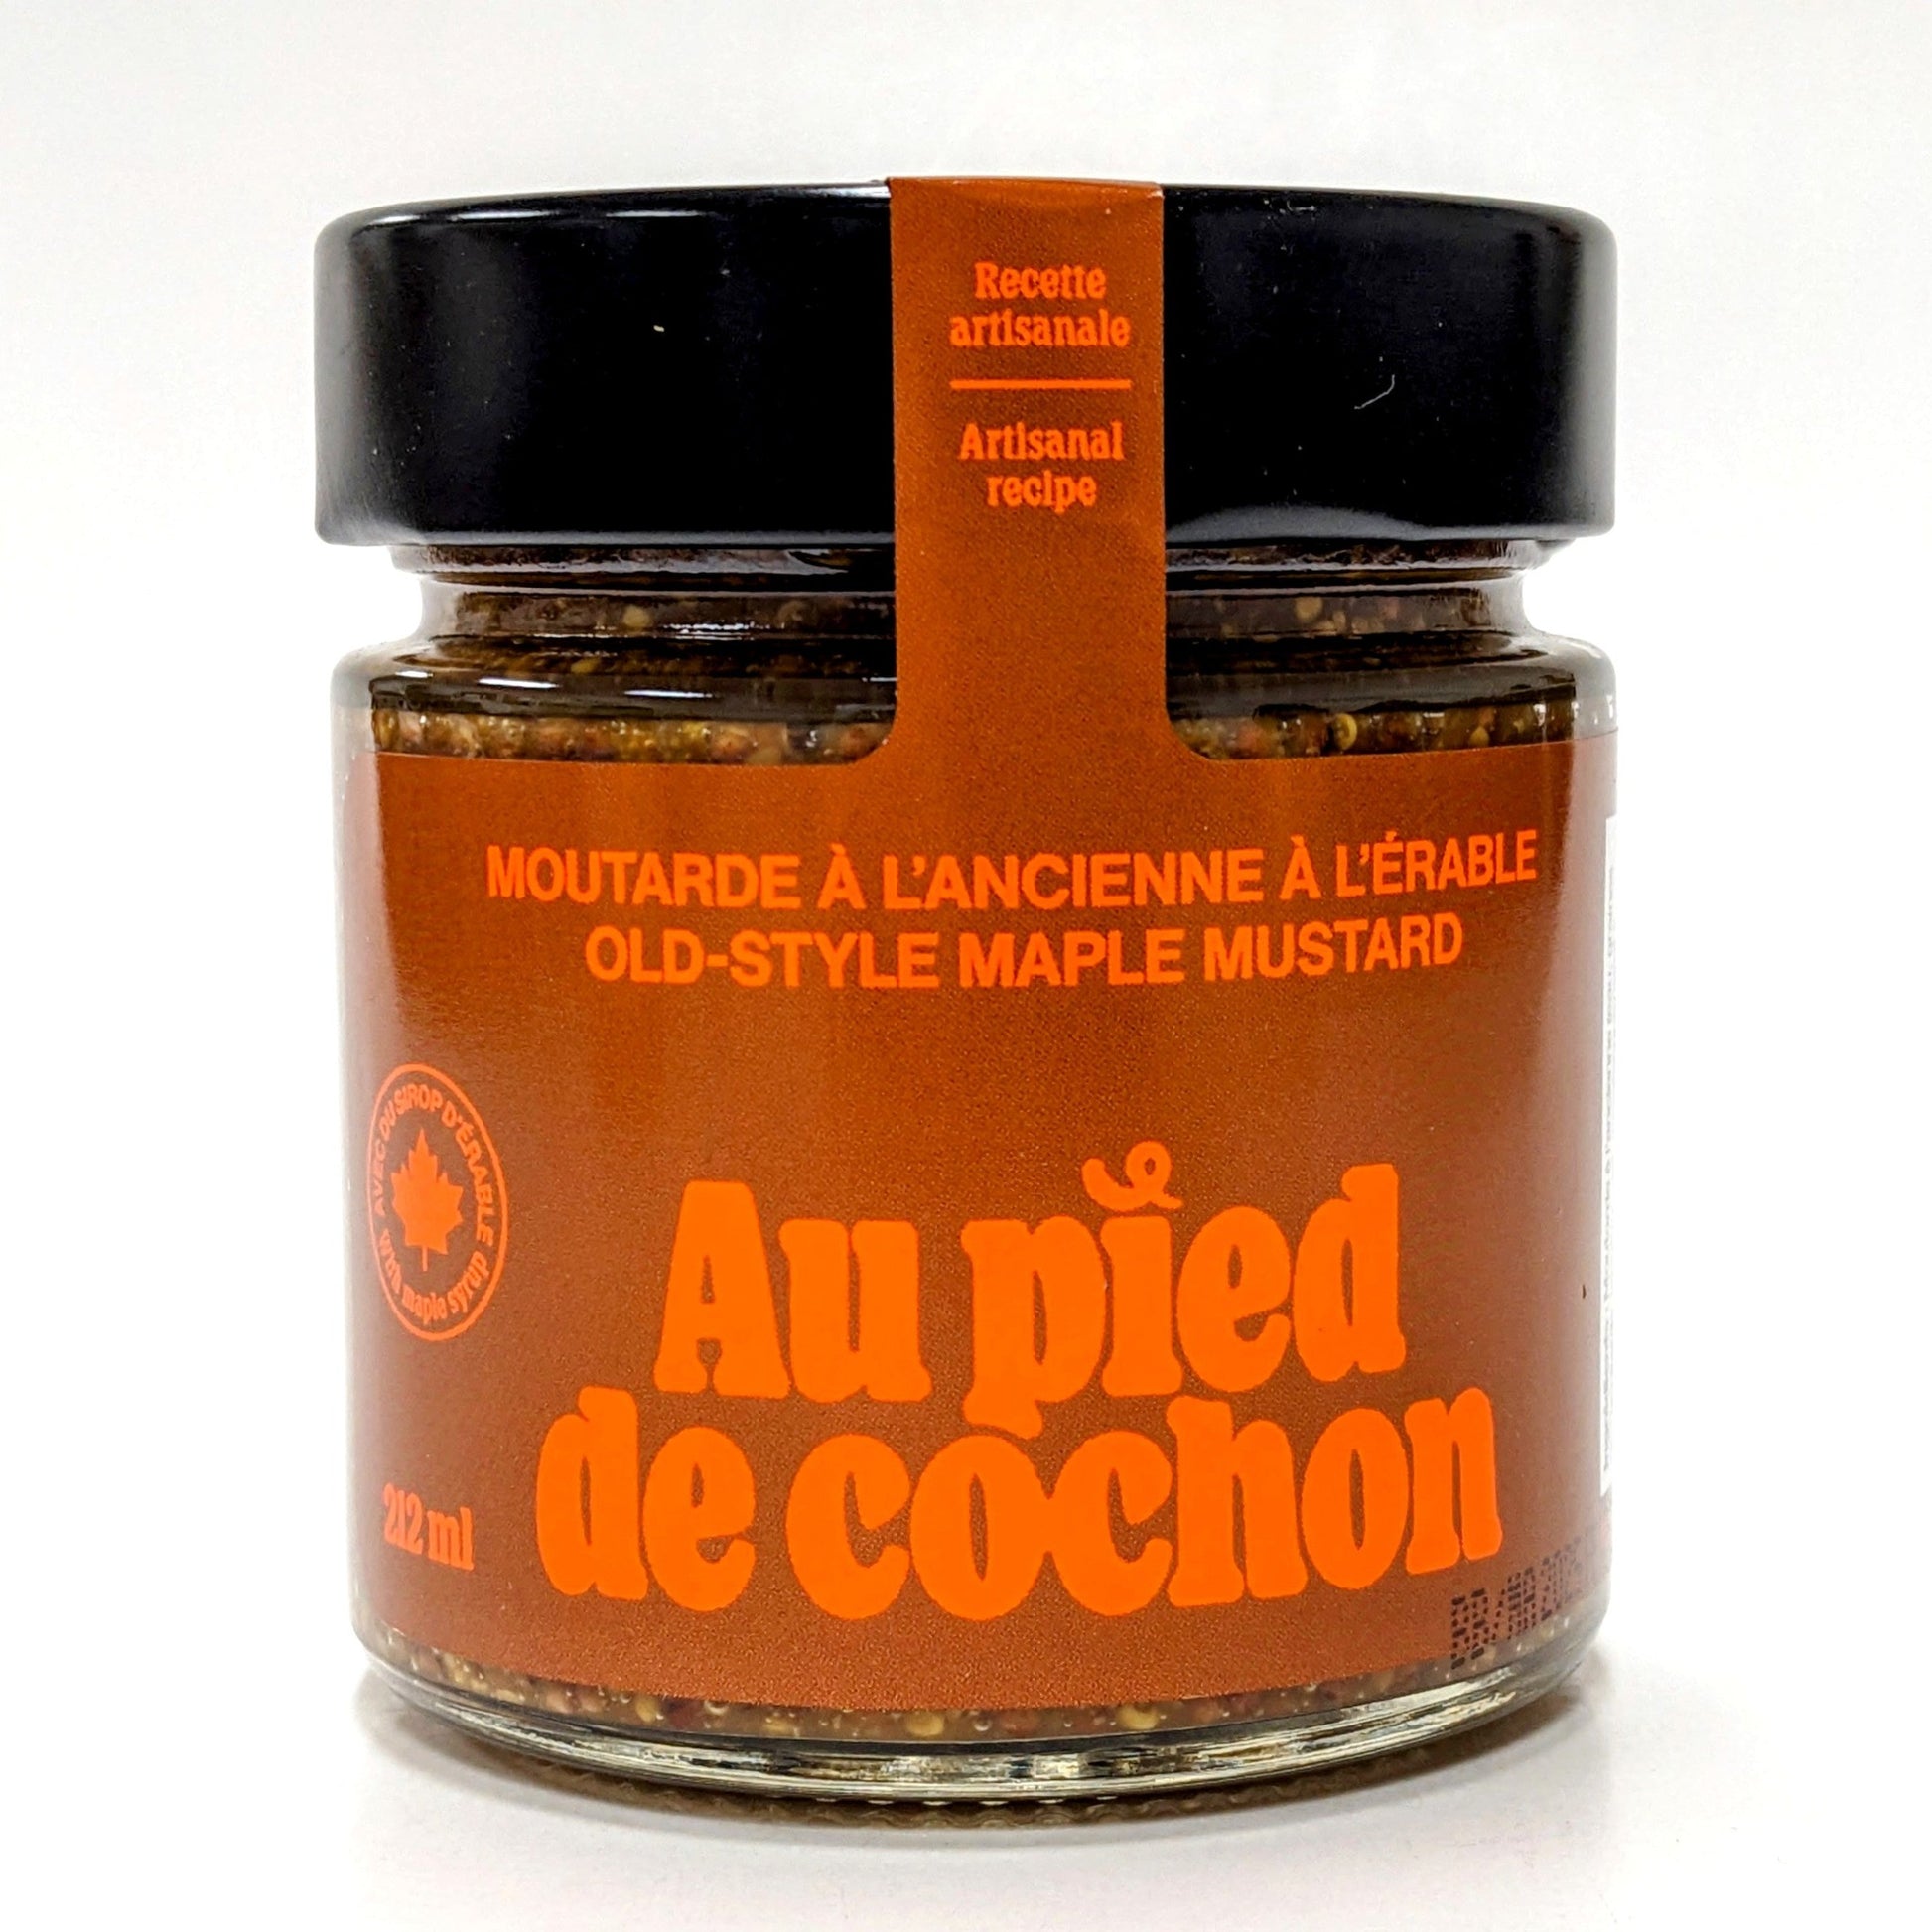 Recette
artisanale
Artisanal
recipe
MOUTARDE À L'ANCIENNE À L'ÉRABLE
OLD-STYLE MAPLE MUSTARD
AVEC DU SIROP D'ÉRABLE
with maple syrup
Au pied
de cochon
212 ml